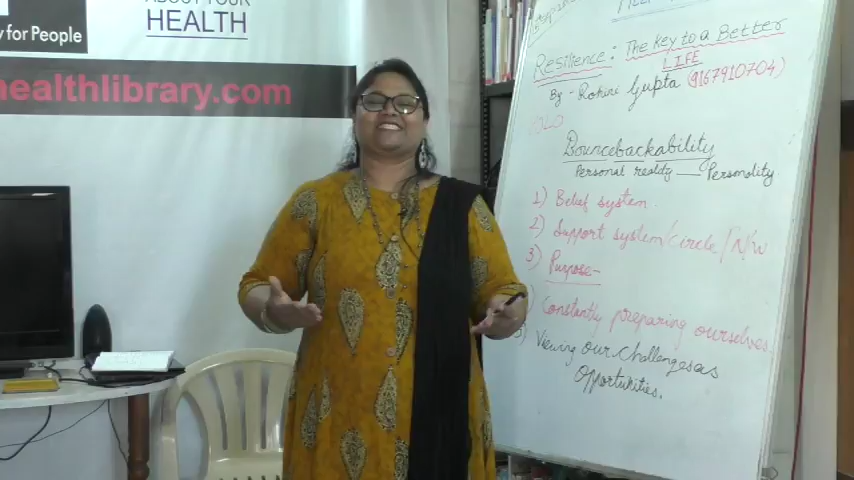 ABOUT YOUR
HEALTH
y for People
healthlibrary.com
Resilience: The key to a Better
LIFE
By - Rohini Gupta (9167910704)
Bouncebackability
Personal reality — Personality
1) Belief system.
2) Support system/circle/N/W
3) Purpose-
Constantly preparing ourselves
Viewing our Challenges as
Opportunities.